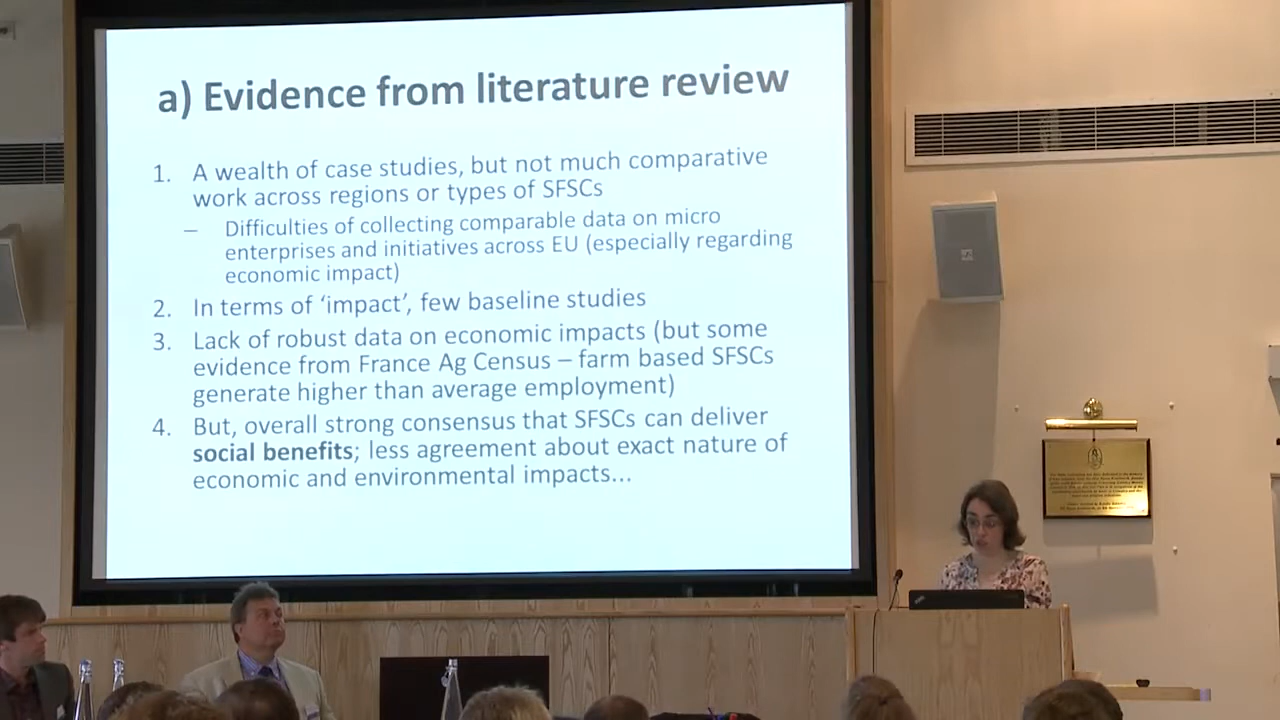 a) Evidence from literature review
1. A wealth of case studies, but not much comparative
work across regions or types of SFSCs
– Difficulties of collecting comparable data on micro
enterprises and initiatives across EU (especially regarding
economic impact)
2. In terms of ‘impact’, few baseline studies
3. Lack of robust data on economic impacts (but some
evidence from France Ag Census – farm based SFSCs
generate higher than average employment)
4. But, overall strong consensus that SFSCs can deliver
social benefits; less agreement about exact nature of
economic and environmental impacts...